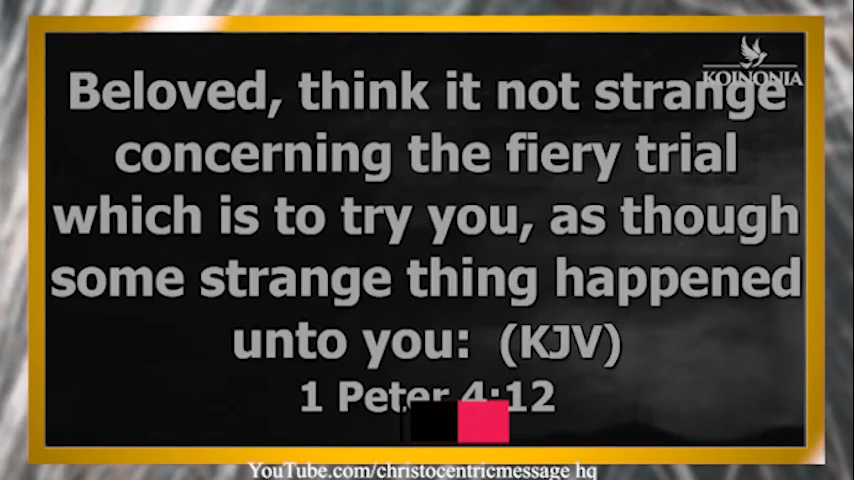 KOINONIA
Beloved, think it not strange
concerning the fiery trial
which is to try you, as though
some strange thing happened
unto you: (KJV)
1 Peter 4:12
YouTube.com/christocentricmessage hq